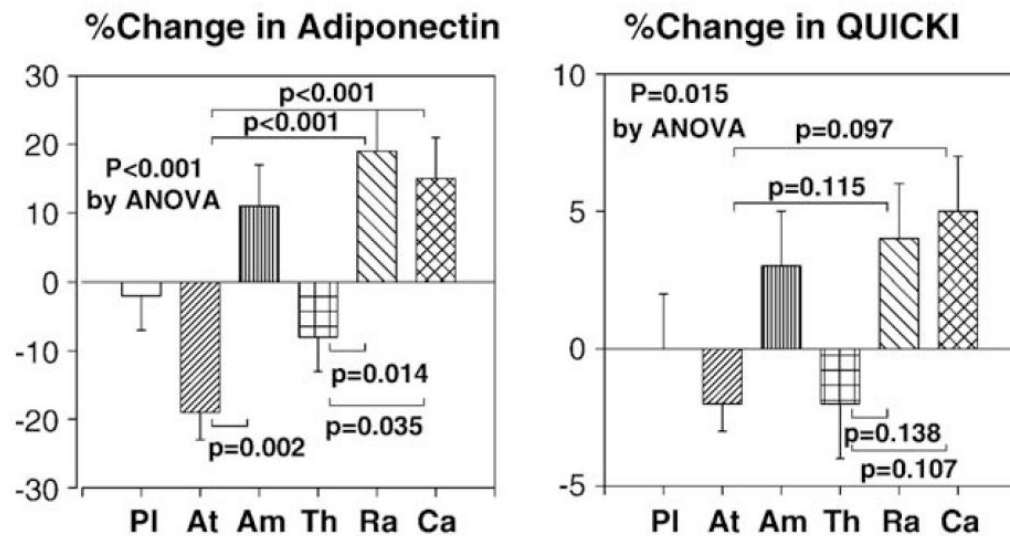 %Change in Adiponectin
30
20
10
0
-10
-20
-30
p<0.001
p<0.001
P<0.001
by ANOVA
p=0.014
p=0.035
p=0.002
Pl At Am Th Ra Ca
%Change in QUICKI
10
5
0
-5
P=0.015
by ANOVA
p=0.097
p=0.115
p=0.138
p=0.107
Pl At Am Th Ra Ca